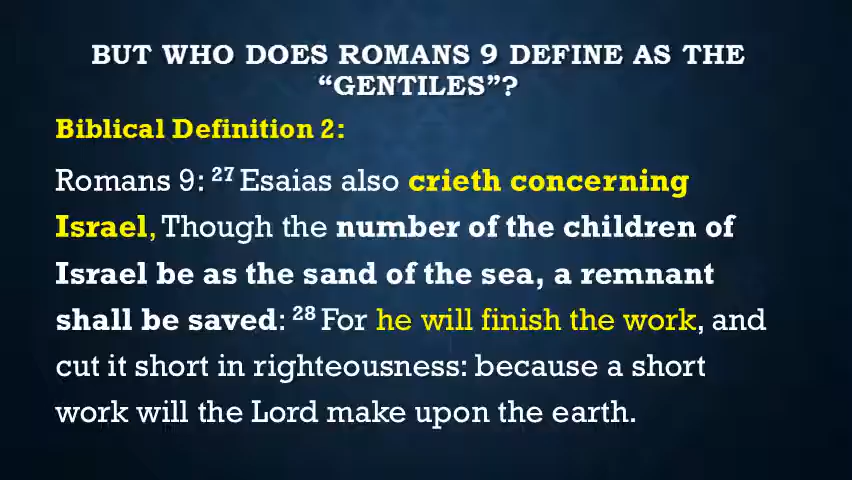 BUT WHO DOES ROMANS 9 DEFINE AS THE
“GENTILES”?
Biblical Definition 2:
Romans 9: 27 Esaias also crieth concerning
Israel, Though the number of the children of
Israel be as the sand of the sea, a remnant
shall be saved: 28 For he will finish the work, and
cut it short in righteousness: because a short
work will the Lord make upon the earth.